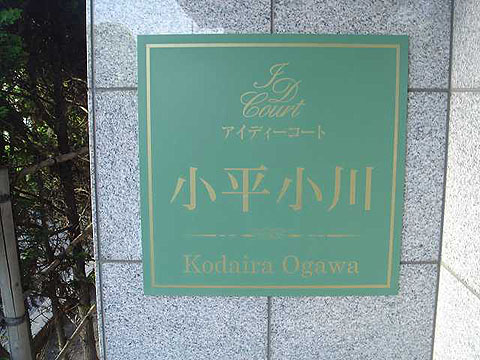 ID
Court
アイディーコート
小平小川
Kodaira Ogawa